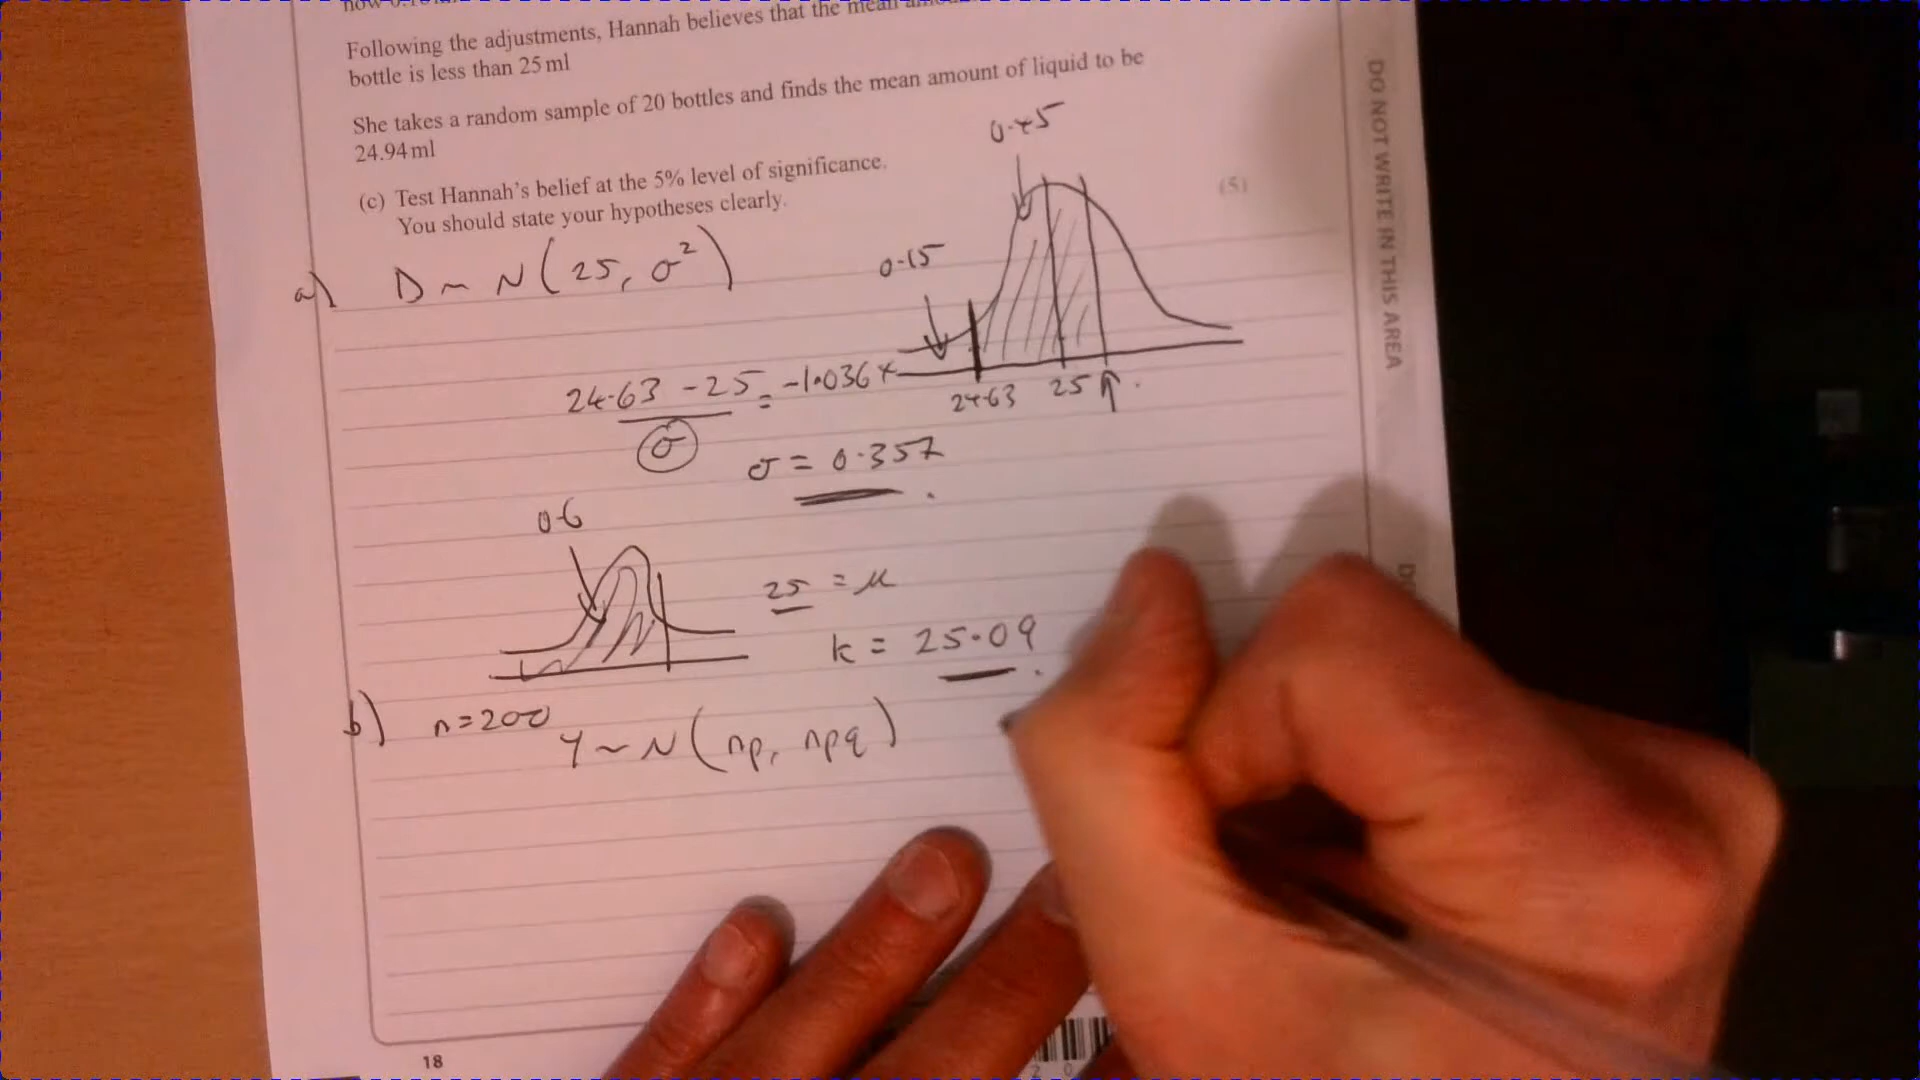 Following the adjustments, Hannah believes that the mean
bottle is less than 25 ml
She takes a random sample of 20 bottles and finds the mean amount of liquid to be
24.94 ml
(c) Test Hannah's belief at the 5% level of significance.
You should state your hypotheses clearly.
(5)
a) D ~ N(25, σ²)
0.45
0.15
24.63 - 25 = -1.0364
σ
24.63 25
σ = 0.357
0.6
25 = μ
k = 25.09
b) n=200
Y ~ N(np, npq)
18
DO NOT WRITE IN THIS AREA